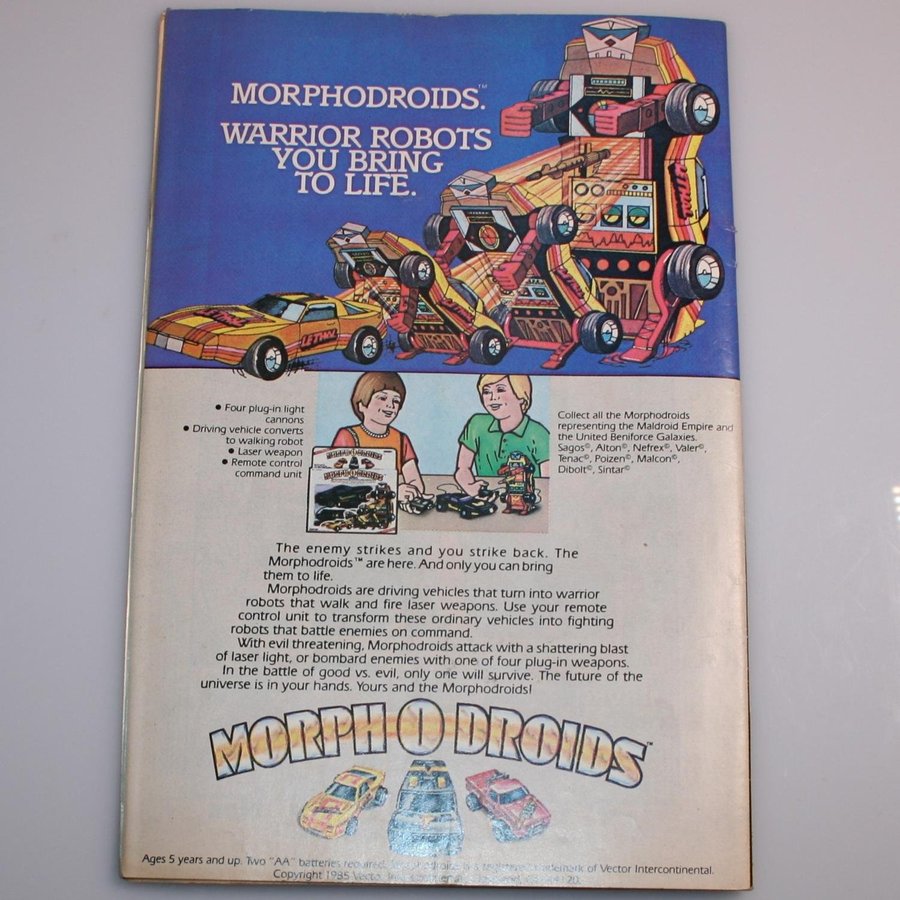 MORPHODROIDS.™
WARRIOR ROBOTS
YOU BRING
TO LIFE.
LETHAL
• Four plug-in light
cannons
• Driving vehicle converts
to walking robot
• Laser weapon
• Remote control
command unit
Collect all the Morphodroids
representing the Maldroid Empire and
the United Beniforce Galaxies.
Sagos©, Alton©, Nefrex©, Valer©,
Tenac©, Poizen©, Malcon©,
Dibolt©, Sintar©
MORPH O DROIDS
MORPH O DROIDS
The enemy strikes and you strike back. The
Morphodroids™ are here. And only you can bring
them to life.
Morphodroids are driving vehicles that turn into warrior
robots that walk and fire laser weapons. Use your remote
control unit to transform these ordinary vehicles into fighting
robots that battle enemies on command.
With evil threatening, Morphodroids attack with a shattering blast
of laser light, or bombard enemies with one of four plug-in weapons.
In the battle of good vs. evil, only one will survive. The future of the
universe is in your hands. Yours and the Morphodroids!
MORPH O DROIDS™
Ages 5 years and up. Two "AA" batteries required. is a trademark of Vector Intercontinental.
Copyright 1985